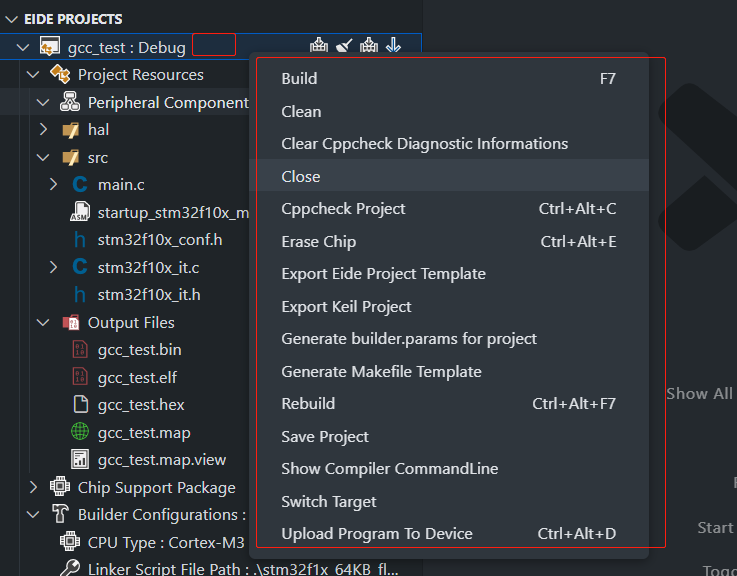 EIDE PROJECTS
gcc_test : Debug
Project Resources
Peripheral Component
hal
src
main.c
ASM
startup_stm32f10x_m
h stm32f10x_conf.h
C stm32f10x_it.c
h stm32f10x_it.h
Output Files
gcc_test.bin
gcc_test.elf
gcc_test.hex
gcc_test.map
gcc_test.map.view
Chip Support Package
Builder Configurations :
CPU Type : Cortex-M3
Linker Script File Path : .\stm32f1x_64KB_fl...
Build F7
Clean
Clear Cppcheck Diagnostic Informations
Close
Cppcheck Project Ctrl+Alt+C
Erase Chip Ctrl+Alt+E
Export Eide Project Template
Export Keil Project
Generate builder.params for project
Generate Makefile Template
Rebuild Ctrl+Alt+F7
Save Project
Show Compiler CommandLine
Switch Target
Upload Program To Device Ctrl+Alt+D
Show All
Start
Togg